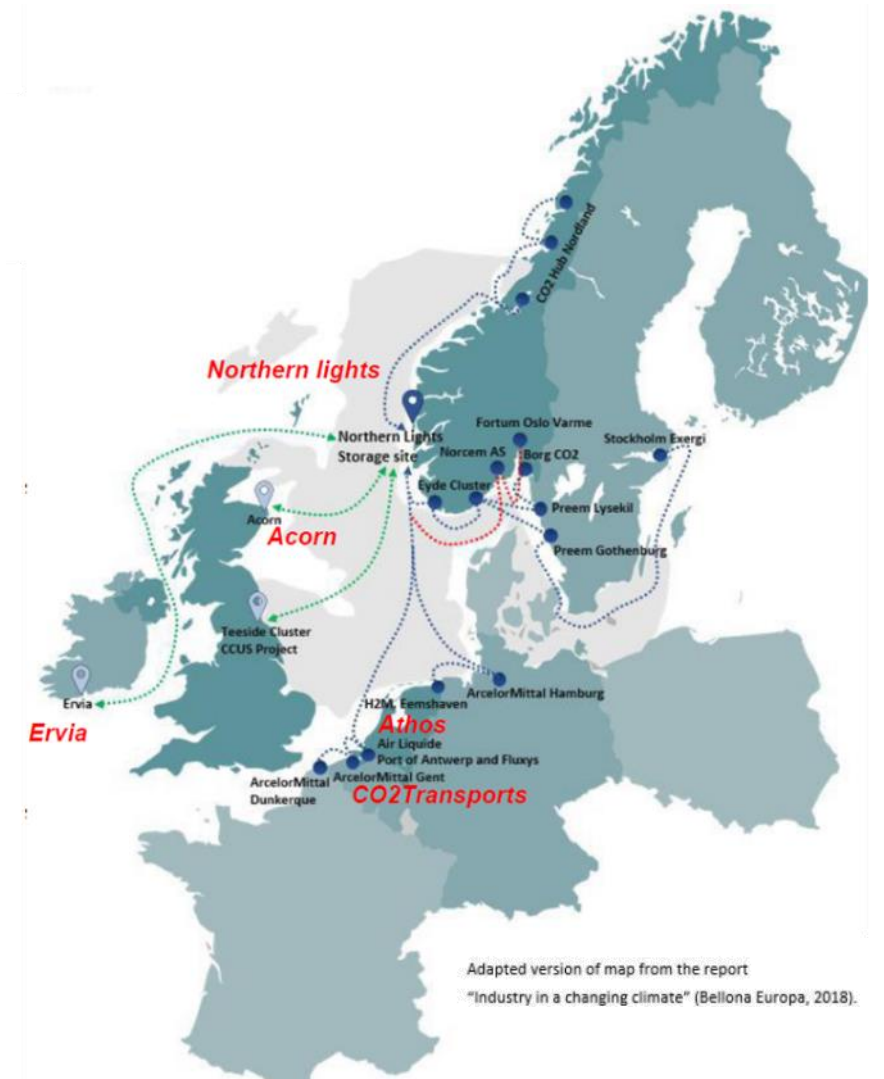 CO2 Hub Nordland
Northern lights
Northern Lights
Storage site
Fortum Oslo Varme
Norcem AS
Borg CO2
Stockholm Exergi
Eyde Cluster
Preem Lysekil
Preem Gothenburg
Acorn
Acorn
Teeside Cluster
CCUS Project
Ervia
Ervia
H2M, Eemshaven
ArcelorMittal Hamburg
Athos
Air Liquide
Port of Antwerp and Fluxys
ArcelorMittal Gent
ArcelorMittal
Dunkerque
CO2Transports
Adapted version of map from the report
“Industry in a changing climate” (Bellona Europa, 2018).